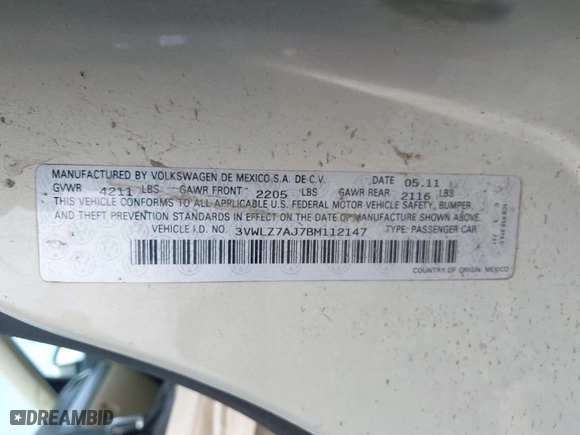 MANUFACTURED BY VOLKSWAGEN DE MEXICO S.A. DE C.V. DATE 05.11
GVWR 4211 LBS GAWR FRONT 2205 LBS GAWR REAR 2116 LBS
THIS VEHICLE CONFORMS TO ALL APPLICABLE U.S. FEDERAL MOTOR VEHICLE SAFETY, BUMPER,
AND THEFT PREVENTION STANDARDS IN EFFECT ON THE DATE OF MANUFACTURE SHOWN ABOVE.
VEHICLE I.D. NO. 3VWLZ7AJ7BM112147 TYPE: PASSENGER CAR
COUNTRY OF ORIGIN: MEXICO
DREAMBID